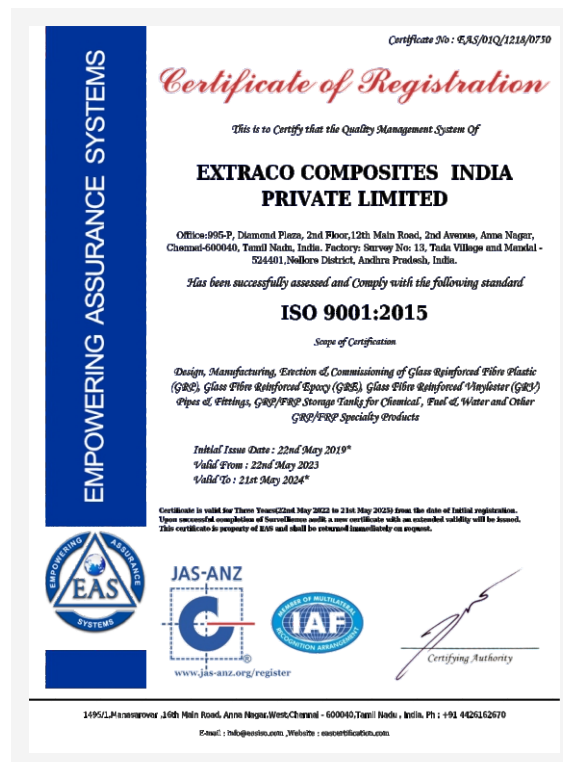 Certificate No : EAS/01Q/1218/0750
Certificate of Registration
This is to Certify that the Quality Management System Of
EXTRACO COMPOSITES INDIA
PRIVATE LIMITED
Office:995-P, Diamond Plaza, 2nd Floor,12th Main Road, 2nd Avenue, Anna Nagar,
Chennai-600040, Tamil Nadu, India. Factory: Survey No: 13, Tada Village and Mandal -
524401,Nellore District, Andhra Pradesh, India.
Has been successfully assessed and Comply with the following standard
ISO 9001:2015
Scope of Certification
Design, Manufacturing, Erection & Commissioning of Glass Reinforced Fibre Plastic
(GRP), Glass Fibre Reinforced Epoxy (GRE), Glass Fibre Reinforced Vinylester (GRV)
Pipes & Fittings, GRP/FRP Storage Tanks for Chemical , Fuel & Water and Other
GRP/FRP Specialty Products
Initial Issue Date : 22nd May 2019*
Valid From : 22nd May 2023
Valid To : 21st May 2024*
Certificate is valid for Three Years(22nd May 2022 to 21st May 2025) from the date of Initial registration.
Upon successful completion of Surveillence audit a new certificate with an extended validity will be issued.
This certificate is property of EAS and shall be returned immediately on request.
EMPOWERING ASSURANCE SYSTEMS
EMPOWERING ASSURANCE
EAS
SYSTEMS
JAS-ANZ
C
®
www.jas-anz.org/register
MEMBER OF MULTILATERAL
IAF
RECOGNITION ARRANGEMENT
Certifying Authority
1495/1,Manasarovar ,16th Main Road, Anna Nagar,West,Chennai - 600040,Tamil Nadu , India. Ph ; +91 4426162670
E-mail : info@easiso.com ,Website : eascertification.com